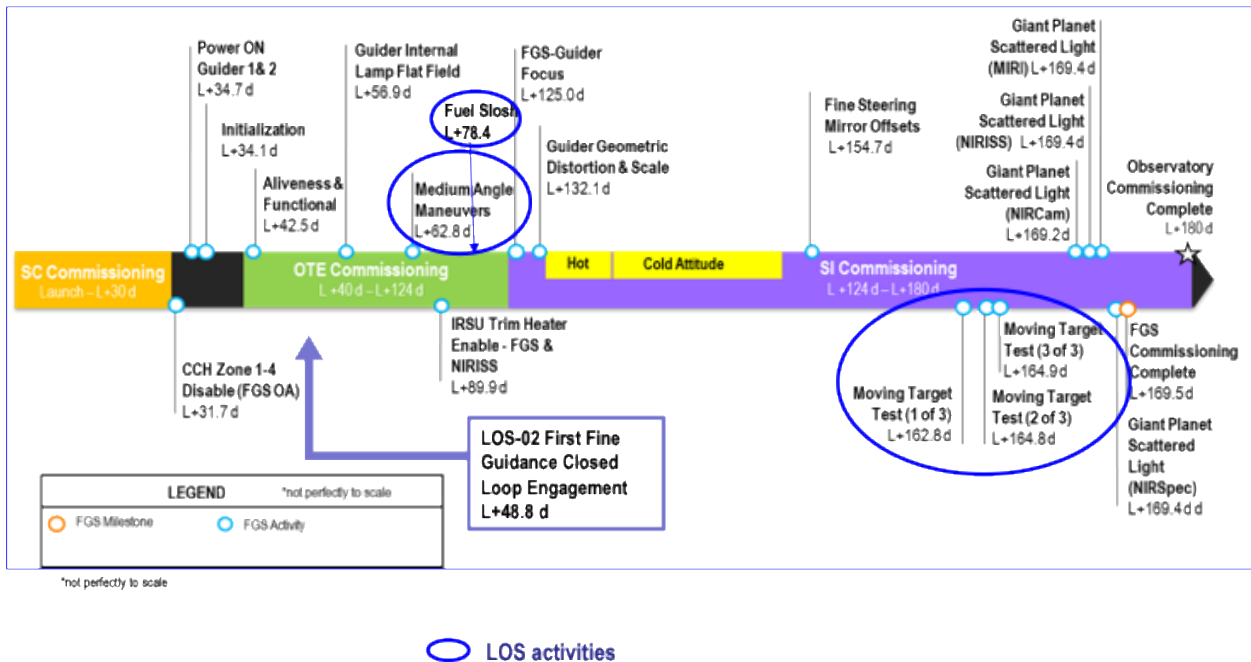 Power ON
Guider 1& 2
L+34.7 d
Initialization
L+34.1 d
Aliveness &
Functional
L+42.5 d
Guider Internal
Lamp Flat Field
L+56.9 d
Fuel Slosh
L+78.4
Medium Angle
Maneuvers
L+62.8 d
FGS-Guider
Focus
L+125.0 d
Guider Geometric
Distortion & Scale
L+132.1 d
Fine Steering
Mirror Offsets
L+154.7 d
Giant Planet
Scattered Light
(MIRI) L+169.4 d
Giant Planet
Scattered Light
(NIRISS) L+169.4 d
Giant Planet
Scattered Light
(NIRCam)
L+169.2 d
Observatory
Commissioning
Complete
L+180 d
SC Commissioning
Launch – L+30 d
OTE Commissioning
L +40 d – L+124 d
Hot
Cold Attitude
SI Commissioning
L +124 d – L+180 d
CCH Zone 1-4
Disable (FGS OA)
L+31.7 d
IRSU Trim Heater
Enable - FGS &
NIRISS
L+89.9 d
LOS-02 First Fine
Guidance Closed
Loop Engagement
L+48.8 d
Moving Target
Test (1 of 3)
L+162.8 d
Moving Target
Test (3 of 3)
L+164.9 d
Moving Target
Test (2 of 3)
L+164.8 d
FGS
Commissioning
Complete
L+169.5 d
Giant Planet
Scattered
Light
(NIRSpec)
L+169.4d d
LEGEND *not perfectly to scale
FGS Milestone
FGS Activity
*not perfectly to scale
LOS activities